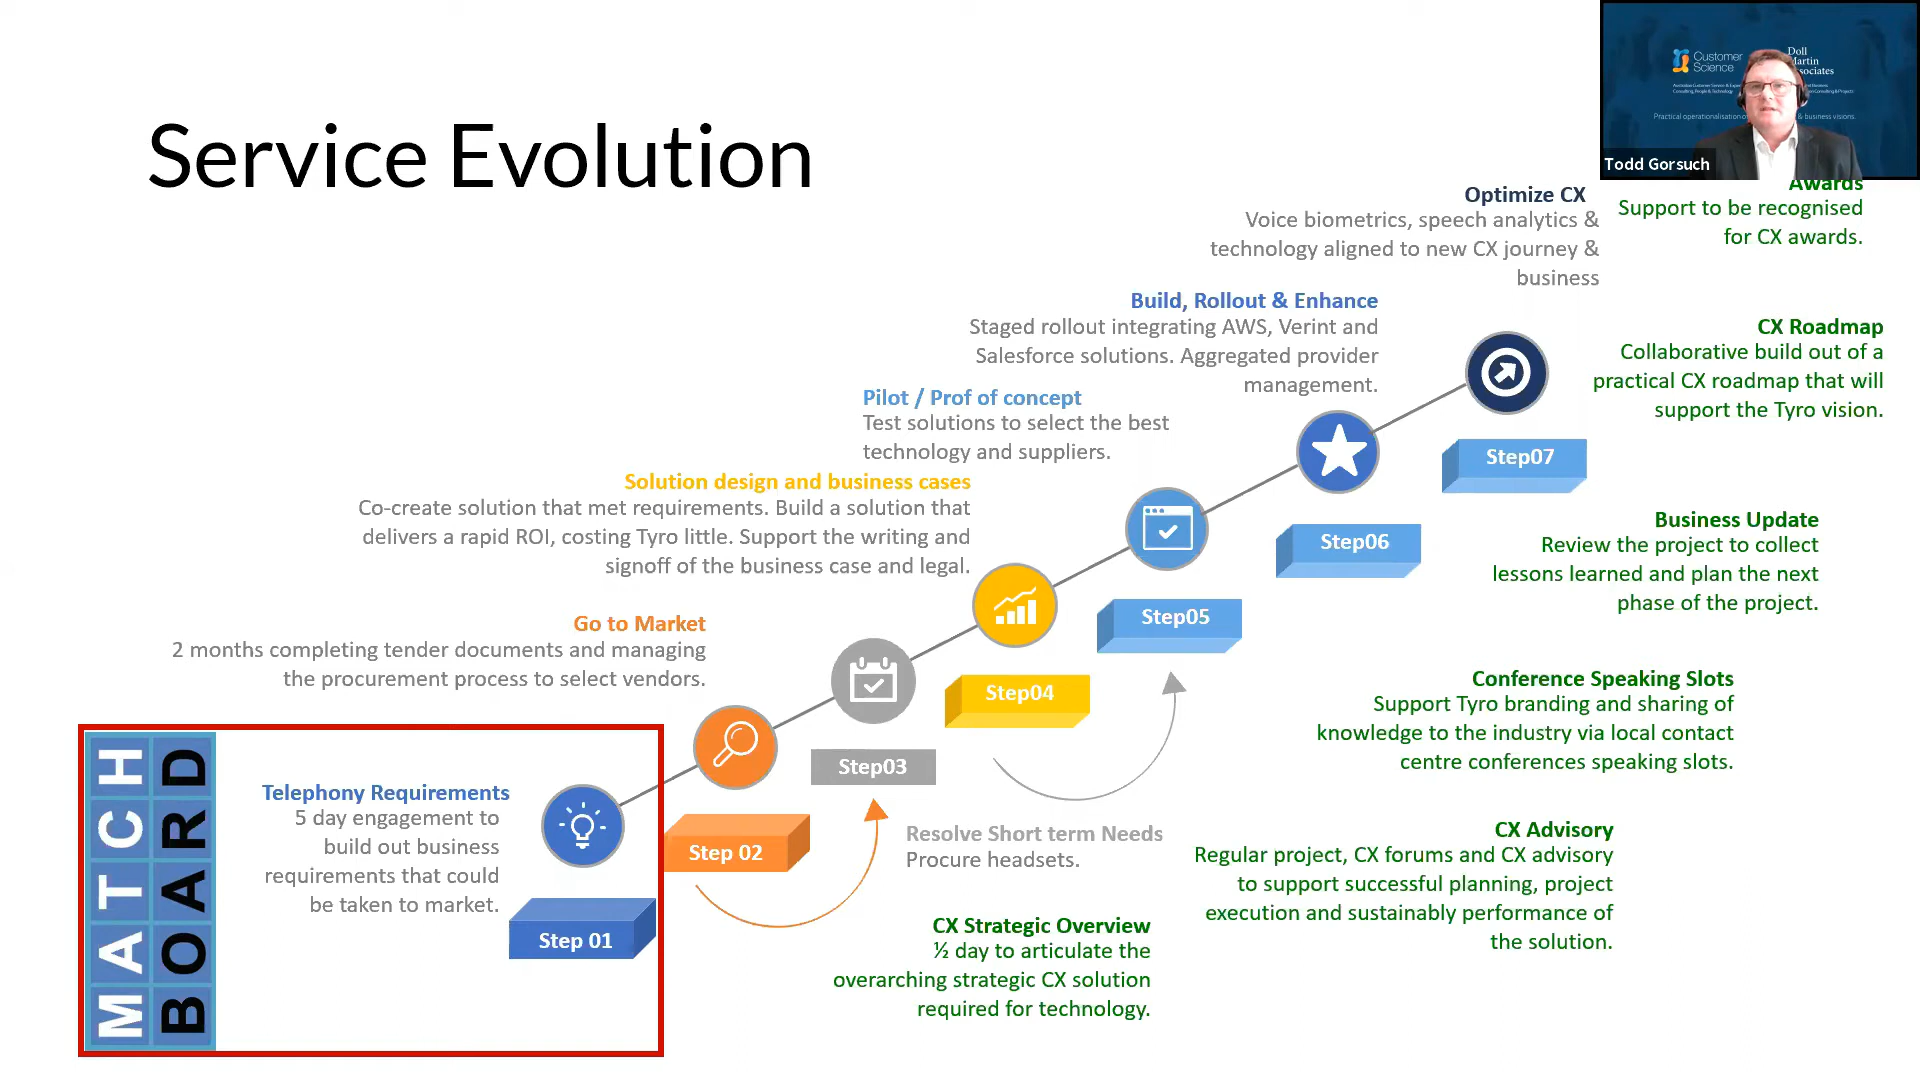 Service Evolution
Customer
Science
Doll
Martin
Todd Gorsuch
Awards
Support to be recognised
for CX awards.
Optimize CX
Voice biometrics, speech analytics &
technology aligned to new CX journey &
business
Build, Rollout & Enhance
Staged rollout integrating AWS, Verint and
Salesforce solutions. Aggregated provider
management.
CX Roadmap
Collaborative build out of a
practical CX roadmap that will
support the Tyro vision.
Pilot / Prof of concept
Test solutions to select the best
technology and suppliers.
Step07
Solution design and business cases
Co-create solution that met requirements. Build a solution that
delivers a rapid ROI, costing Tyro little. Support the writing and
signoff of the business case and legal.
Step06
Business Update
Review the project to collect
lessons learned and plan the next
phase of the project.
Step05
Go to Market
2 months completing tender documents and managing
the procurement process to select vendors.
Step04
Conference Speaking Slots
Support Tyro branding and sharing of
knowledge to the industry via local contact
centre conferences speaking slots.
Step03
MATCH
BOARD
Telephony Requirements
5 day engagement to
build out business
requirements that could
be taken to market.
Step 01
Step 02
Resolve Short term Needs
Procure headsets.
CX Advisory
Regular project, CX forums and CX advisory
to support successful planning, project
execution and sustainably performance of
the solution.
CX Strategic Overview
½ day to articulate the
overarching strategic CX solution
required for technology.